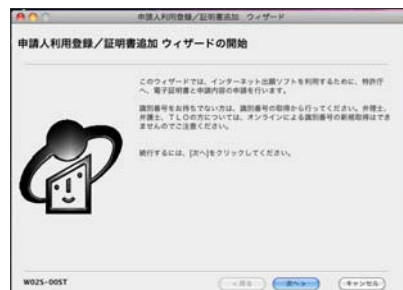 申請人利用登録／証明書追加 ウィザード
申請人利用登録／証明書追加 ウィザードの開始
このウィザードでは、インターネット出願ソフトを利用するために、特許庁
へ、電子証明書と申請内容の申請を行います。
識別番号をお持ちでない方は、識別番号の取得から行ってください。弁理士、
弁護士、ＴＬＯの方については、オンラインによる識別番号の新規取得はでき
ませんのでご注意ください。
続行するには、[次へ]をクリックしてください。
W02S-00ST
<戻る
次へ>
キャンセル